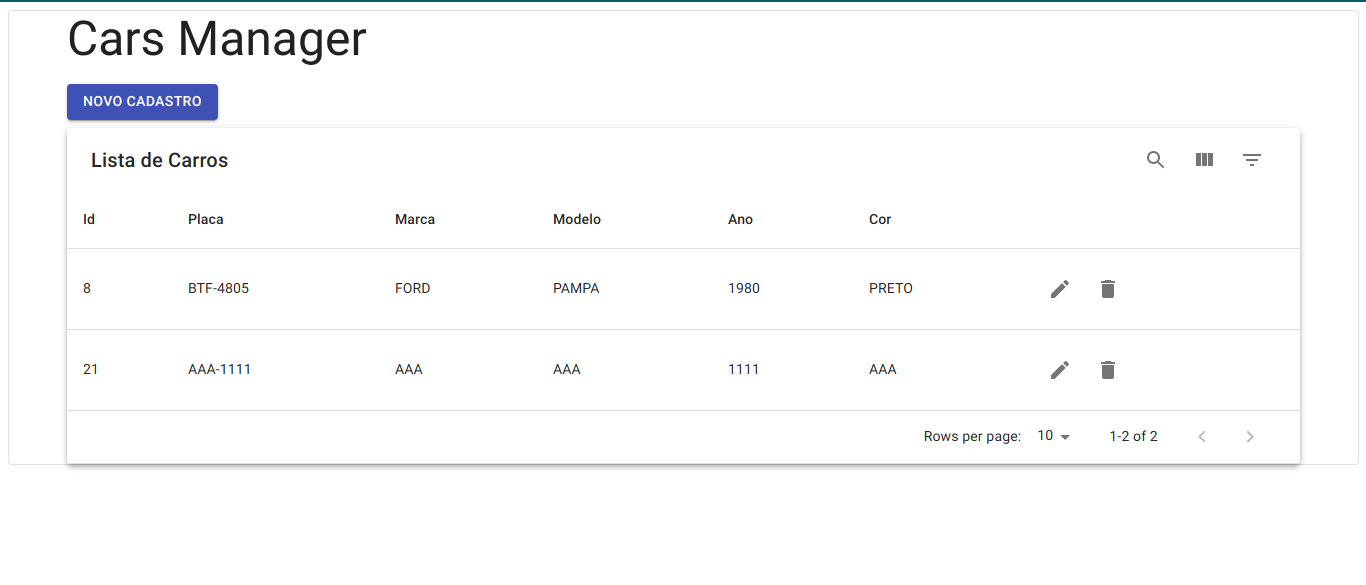 Cars Manager
NOVO CADASTRO
Lista de Carros
Id Placa Marca Modelo Ano Cor
8 BTF-4805 FORD PAMPA 1980 PRETO
21 AAA-1111 AAA AAA 1111 AAA
Rows per page: 10 1-2 of 2